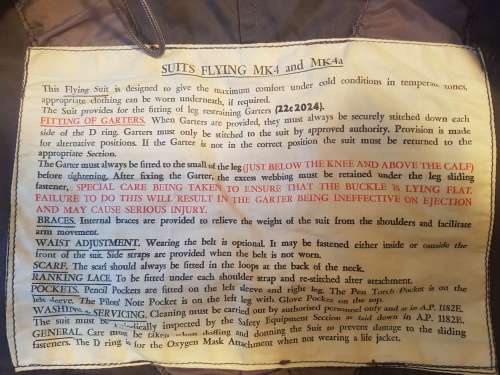 SUITS FLYING MK4 and MK4a
This Flying Suit is designed to give the maximum comfort under cold conditions in temperate zones,
appropriate clothing can be worn underneath, if required.
The Suit provides for the fitting of leg restraining Garters (22c2024).
FITTING OF GARTERS. When Garters are provided, they must always be securely stitched down each
side of the D ring. Garters must only be stitched to the suit by approved authority. Provision is made
for alternative positions. If the Garter is not in the correct position the suit must be returned to the
appropriate Section.
The Garter must always be fitted to the small of the leg (JUST BELOW THE KNEE AND ABOVE THE CALF)
before tightening. After fixing the Garter, the excess webbing must be retained under the leg sliding
fastener, SPECIAL CARE BEING TAKEN TO ENSURE THAT THE BUCKLE IS LYING FLAT.
FAILURE TO DO THIS WILL RESULT IN THE GARTER BEING INEFFECTIVE ON EJECTION
AND MAY CAUSE SERIOUS INJURY.
BRACES. Internal braces are provided to relieve the weight of the suit from the shoulders and facilitate
arm movement.
WAIST ADJUSTMENT. Wearing the belt is optional. It may be fastened either inside or outside the
front of the suit. Side straps are provided when the belt is not worn.
SCARF. The scarf should always be fitted in the loops at the back of the neck.
RANKING LACE. To be fitted under each shoulder strap and re-stitched after attachment.
POCKETS. Pencil Pockets are fitted on the left sleeve and right leg. The Pen Torch Pocket is on the
left sleeve. The Pilots' Note Pocket is on the left leg with Glove Pocket on the top.
WASHING & SERVICING. Cleaning must be carried out by authorised personnel only and as in A.P. 1182E.
The suit must be periodically inspected by the Safety Equipment Section as laid down in A.P. 1182E.
GENERAL. Care must be taken when doffing and donning the Suit to prevent damage to the sliding
fasteners. The D ring is for the Oxygen Mask Attachment when not wearing a life jacket.